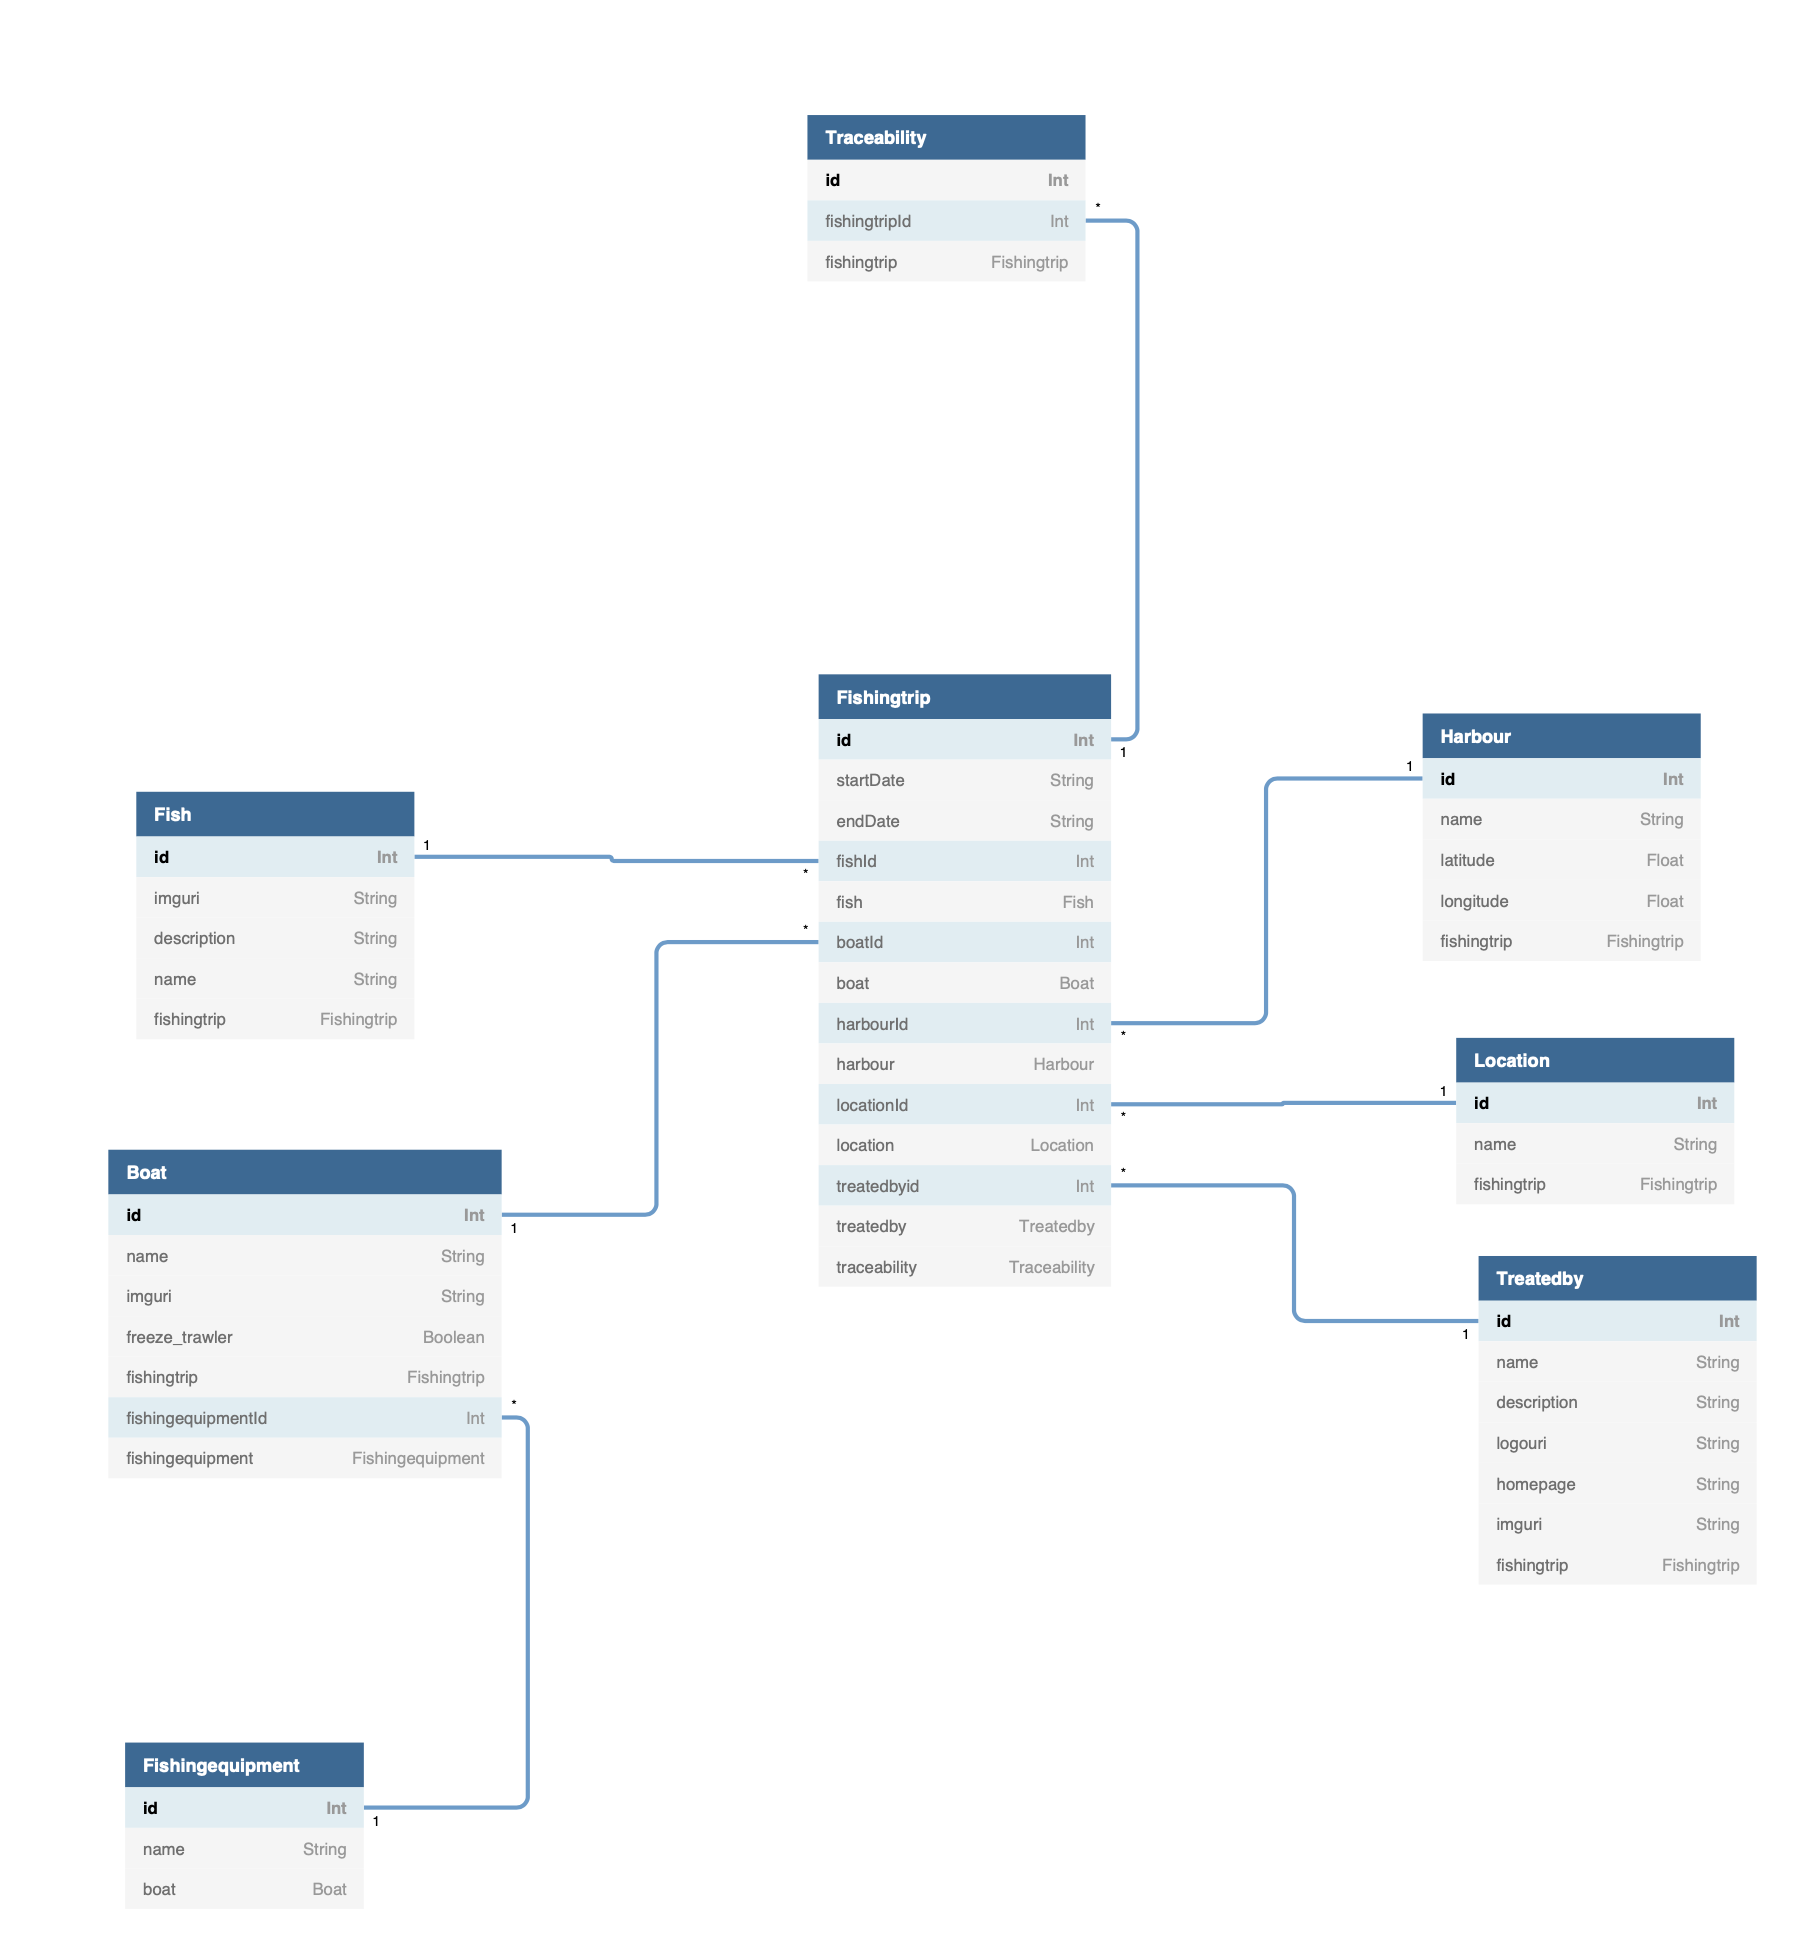 Traceability
id Int
*
fishingtripId Int
fishingtrip Fishingtrip
Fishingtrip
id Int
1
startDate String
endDate String
fishId Int
*
fish Fish
*
boatId Int
boat Boat
harbourId Int
*
harbour Harbour
locationId Int
*
location Location
*
treatedbyid Int
treatedby Treatedby
traceability Traceability
Harbour
1
id Int
name String
latitude Float
longitude Float
fishingtrip Fishingtrip
Fish
1
id Int
imguri String
description String
name String
fishingtrip Fishingtrip
Location
1
id Int
name String
fishingtrip Fishingtrip
Boat
id Int
1
name String
imguri String
freeze_trawler Boolean
fishingtrip Fishingtrip
*
fishingequipmentId Int
fishingequipment Fishingequipment
Treatedby
id Int
1
name String
description String
logouri String
homepage String
imguri String
fishingtrip Fishingtrip
Fishingequipment
id Int
1
name String
boat Boat